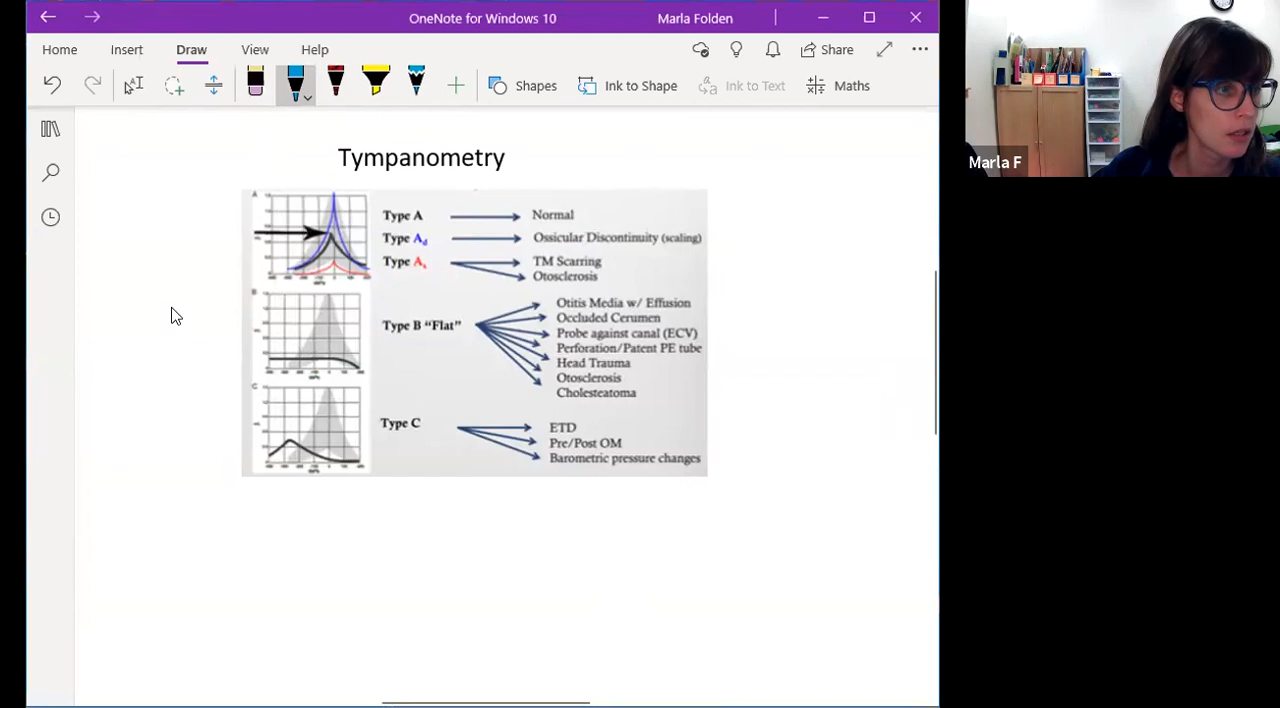 OneNote for Windows 10
Marla Folden
Home
Insert
Draw
View
Help
Share
Shapes
Ink to Shape
Ink to Text
Maths
Marla F
Tympanometry
A
Type A
Normal
Type Ad
Ossicular Discontinuity (scaling)
Type As
TM Scarring
Otosclerosis
B
Type B “Flat”
Otitis Media w/ Effusion
Occluded Cerumen
Probe against canal (ECV)
Perforation/Patent PE tube
Head Trauma
Otosclerosis
Cholesteatoma
C
Type C
ETD
Pre/Post OM
Barometric pressure changes